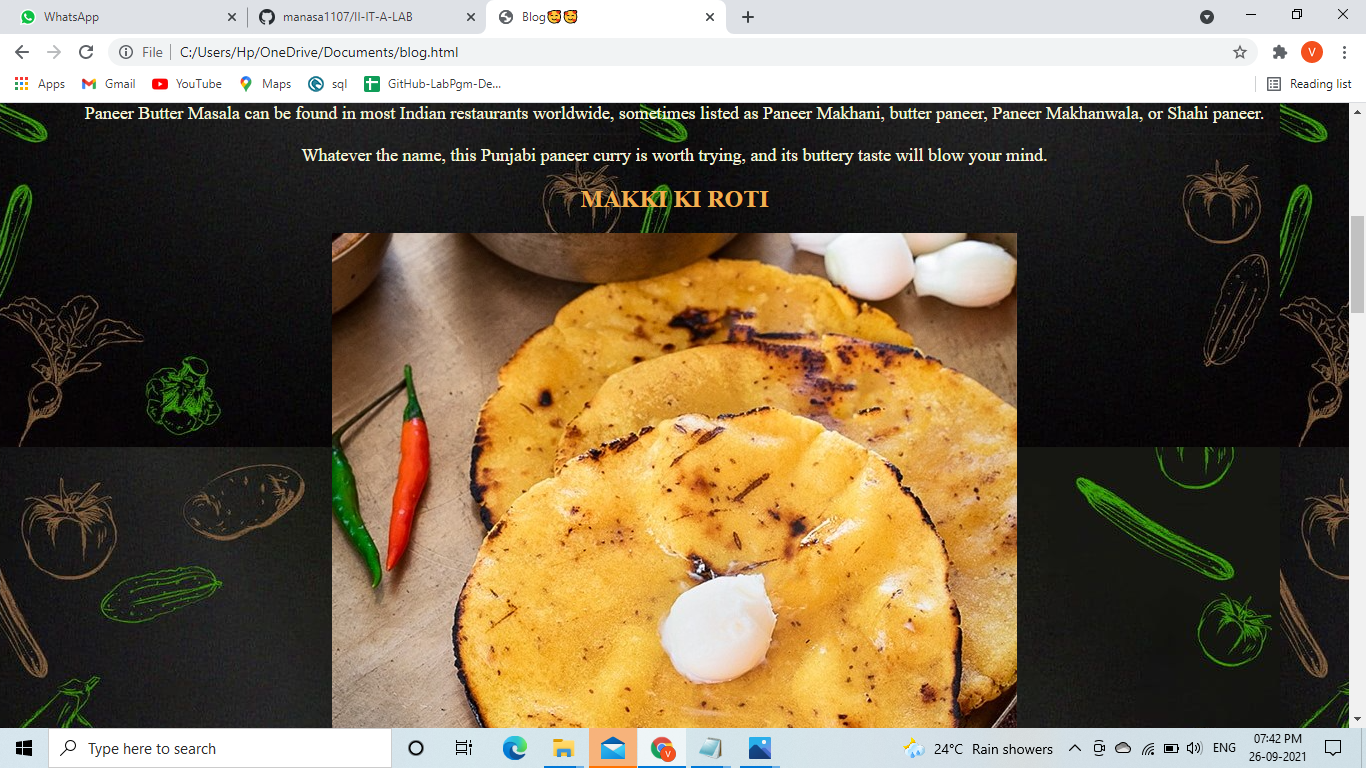 WhatsApp
manasa1107/II-IT-A-LAB
Blog🥰🥰
File
C:/Users/Hp/OneDrive/Documents/blog.html
V
Apps
Gmail
YouTube
Maps
sql
GitHub-LabPgm-De...
Reading list
Paneer Butter Masala can be found in most Indian restaurants worldwide, sometimes listed as Paneer Makhani, butter paneer, Paneer Makhanwala, or Shahi paneer.
Whatever the name, this Punjabi paneer curry is worth trying, and its buttery taste will blow your mind.
MAKKI KI ROTI
Type here to search
V
24°C Rain showers
ENG
07:42 PM
26-09-2021